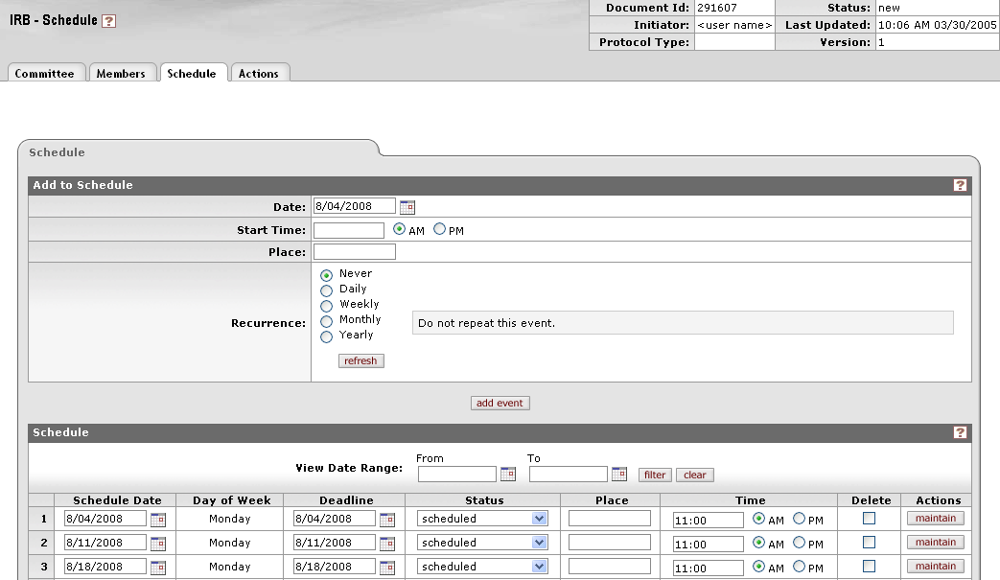 IRB - Schedule ?
Document Id: 291607 Status: new
Initiator: <user name> Last Updated: 10:06 AM 03/30/2005
Protocol Type: Version: 1
Committee Members Schedule Actions
Schedule
Add to Schedule ?
Date: 8/04/2008
Start Time: AM PM
Place:
Never
Daily
Weekly
Recurrence: Monthly Do not repeat this event.
Yearly
refresh
add event
Schedule ?
From To
View Date Range: filter clear
Schedule Date Day of Week Deadline Status Place Time Delete Actions
1 8/04/2008 Monday 8/04/2008 scheduled 11:00 AM PM maintain
2 8/11/2008 Monday 8/11/2008 scheduled 11:00 AM PM maintain
3 8/18/2008 Monday 8/18/2008 scheduled 11:00 AM PM maintain